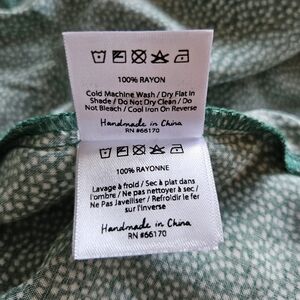 100% RAYON
Cold Machine Wash / Dry Flat in
Shade / Do Not Dry Clean / Do
Not Bleach / Cool Iron On Reverse
Handmade in China
RN #66170
100% RAYONNE
Lavage à froid / Sec à plat dans
l'ombre / Ne pas nettoyer à sec /
Ne Pas Javelliser / Refroidir le fer
sur l'inverse
Handmade in China
RN #66170